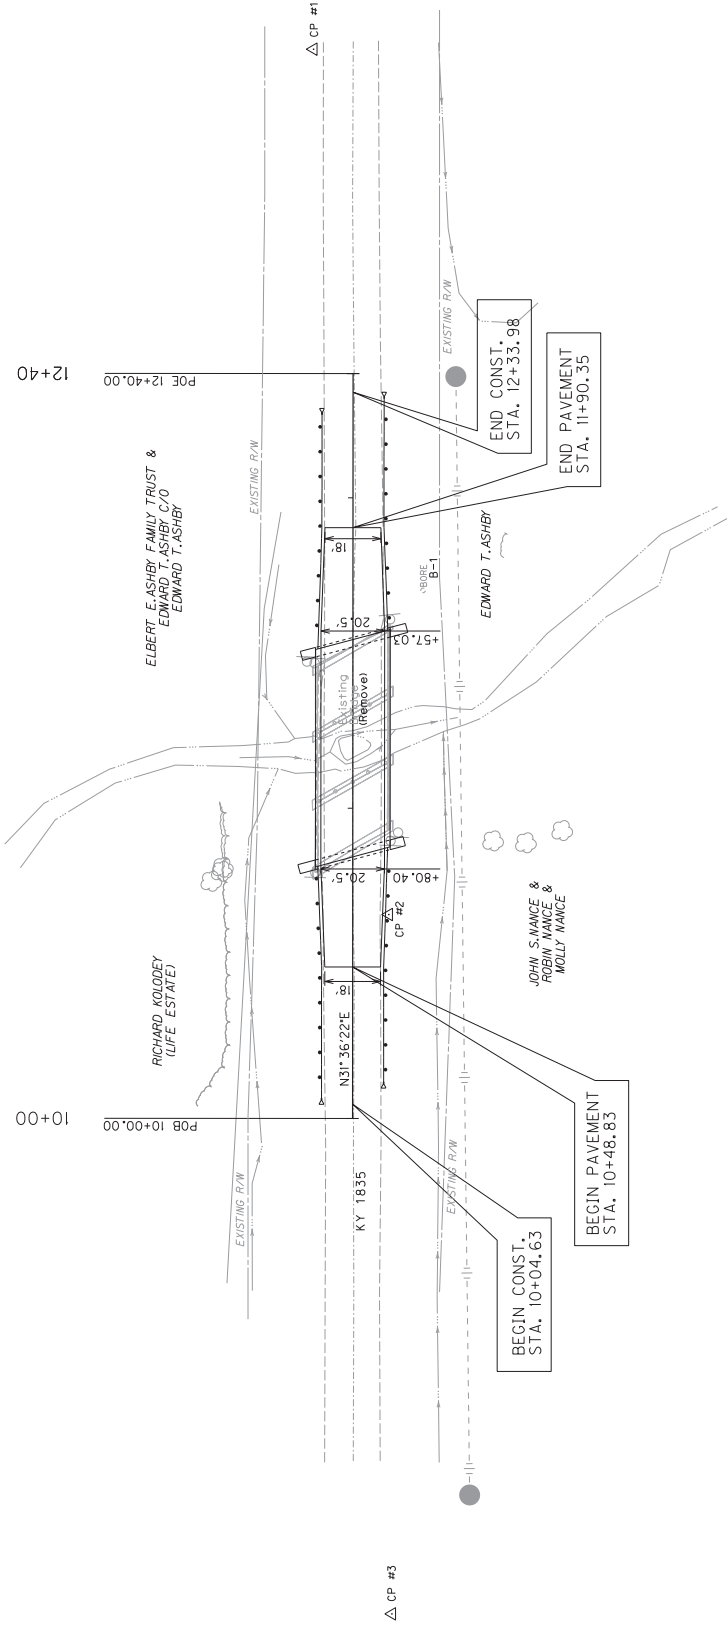 CP #1
12+40
POE 12+40.00
EXISTING R/W
END CONST.
STA. 12+33.98
END PAVEMENT
STA. 11+90.35
ELBERT E.ASHBY FAMILY TRUST &
EDWARD T.ASHBY C/O
EDWARD T.ASHBY
EXISTING R/W
18'
BORE
B-1
EDWARD T.ASHBY
20.5'
+57.03
Existing
Bridge
(Remove)
20.5'
+80.40
CP #2
JOHN S.NANCE &
ROBIN NANCE &
MOLLY NANCE
RICHARD KOLODEY
(LIFE ESTATE)
18'
N31°36'22"E
10+00
POB 10+00.00
EXISTING R/W
KY 1835
EXISTING R/W
BEGIN PAVEMENT
STA. 10+48.83
BEGIN CONST.
STA. 10+04.63
CP #3